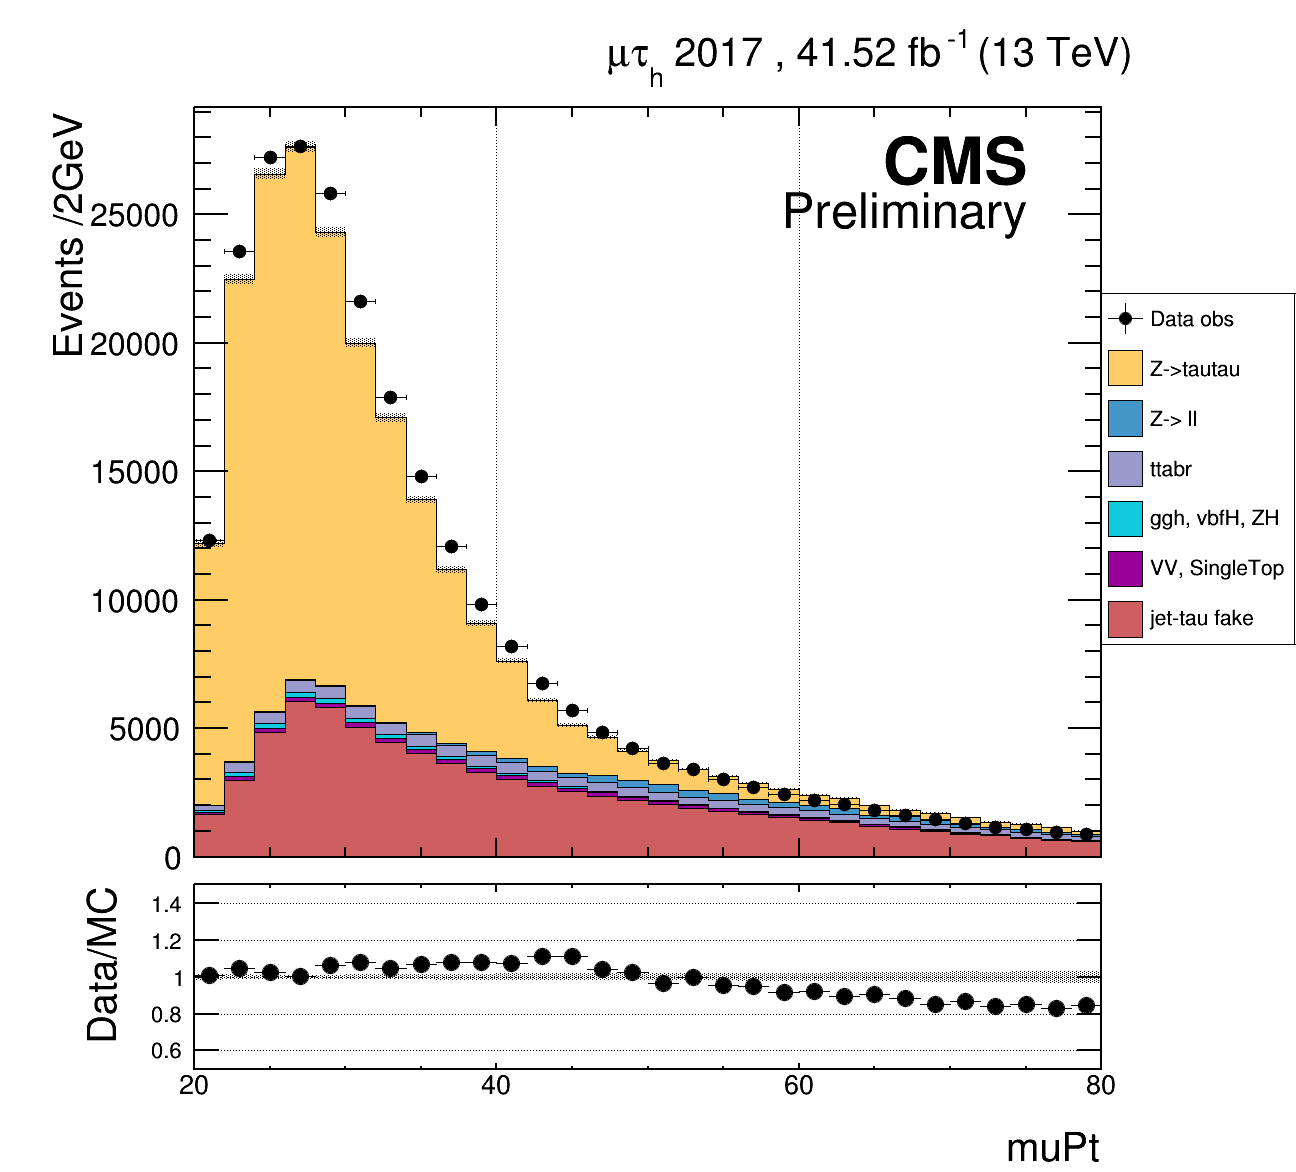 μτh 2017 , 41.52 fb-1 (13 TeV)
Events /2GeV
25000
20000
15000
10000
5000
0
CMS
Preliminary
Data obs
Z->tautau
Z-> ll
ttabr
ggh, vbfH, ZH
VV, SingleTop
jet-tau fake
Data/MC
1.4
1.2
1
0.8
0.6
20 40 60 80
muPt